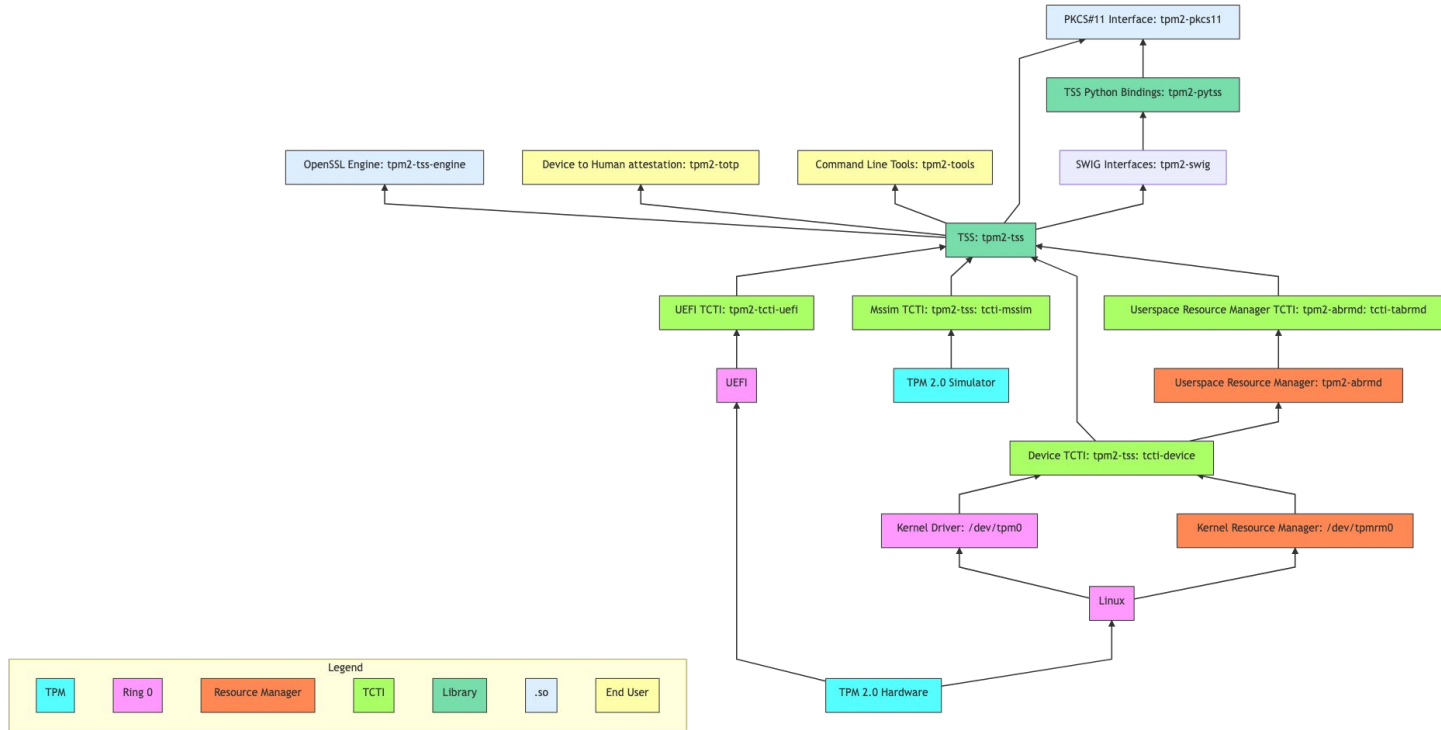 PKCS#11 Interface: tpm2-pkcs11
TSS Python Bindings: tpm2-pytss
OpenSSL Engine: tpm2-tss-engine
Device to Human attestation: tpm2-totp
Command Line Tools: tpm2-tools
SWIG Interfaces: tpm2-swig
TSS: tpm2-tss
UEFI TCTI: tpm2-tcti-uefi
Mssim TCTI: tpm2-tss: tcti-mssim
Userspace Resource Manager TCTI: tpm2-abrmd: tcti-tabrmd
UEFI
TPM 2.0 Simulator
Userspace Resource Manager: tpm2-abrmd
Device TCTI: tpm2-tss: tcti-device
Kernel Driver: /dev/tpm0
Kernel Resource Manager: /dev/tpmrm0
Linux
Legend
TPM
Ring 0
Resource Manager
TCTI
Library
.so
End User
TPM 2.0 Hardware